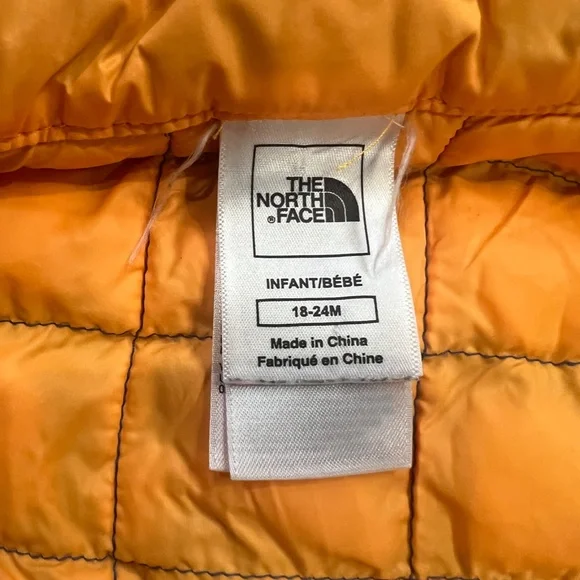 THE
NORTH
FACE
®
INFANT/BÉBÉ
18-24M
Made in China
Fabriqué en Chine